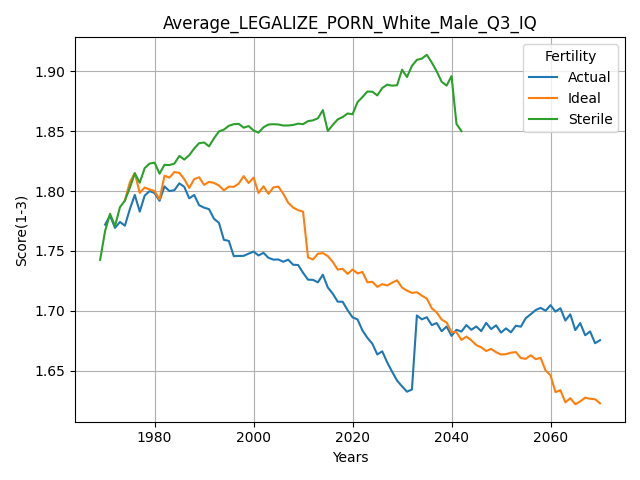 Average_LEGALIZE_PORN_White_Male_Q3_IQ
Fertility
Actual
Ideal
Sterile
Score(1-3)
1.90
1.85
1.80
1.75
1.70
1.65
1980
2000
2020
2040
2060
Years